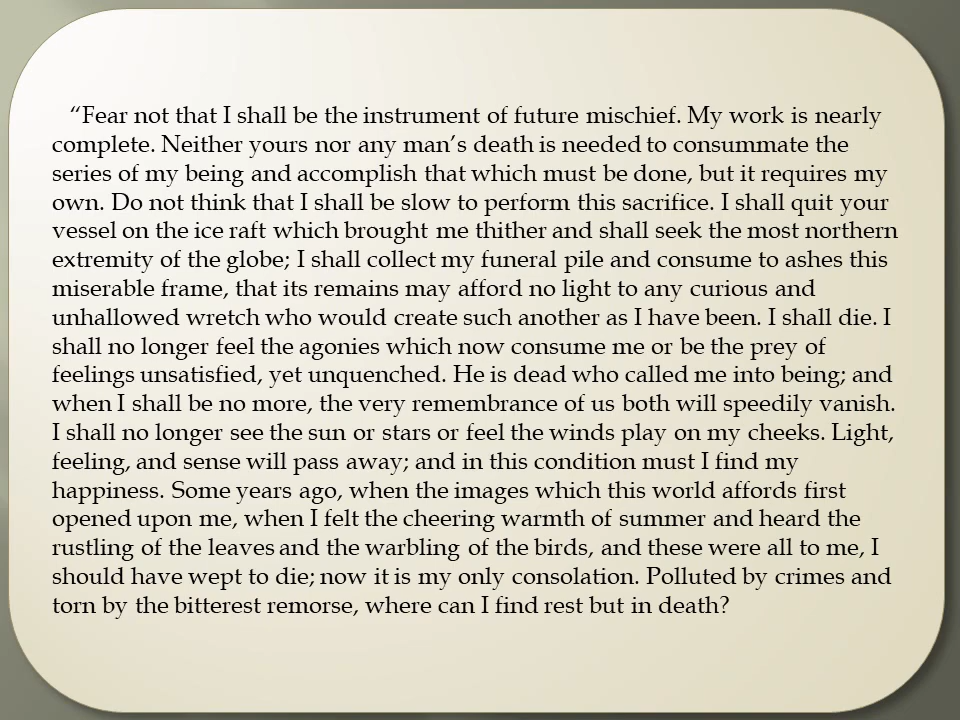 “Fear not that I shall be the instrument of future mischief. My work is nearly
complete. Neither yours nor any man’s death is needed to consummate the
series of my being and accomplish that which must be done, but it requires my
own. Do not think that I shall be slow to perform this sacrifice. I shall quit your
vessel on the ice raft which brought me thither and shall seek the most northern
extremity of the globe; I shall collect my funeral pile and consume to ashes this
miserable frame, that its remains may afford no light to any curious and
unhallowed wretch who would create such another as I have been. I shall die. I
shall no longer feel the agonies which now consume me or be the prey of
feelings unsatisfied, yet unquenched. He is dead who called me into being; and
when I shall be no more, the very remembrance of us both will speedily vanish.
I shall no longer see the sun or stars or feel the winds play on my cheeks. Light,
feeling, and sense will pass away; and in this condition must I find my
happiness. Some years ago, when the images which this world affords first
opened upon me, when I felt the cheering warmth of summer and heard the
rustling of the leaves and the warbling of the birds, and these were all to me, I
should have wept to die; now it is my only consolation. Polluted by crimes and
torn by the bitterest remorse, where can I find rest but in death?